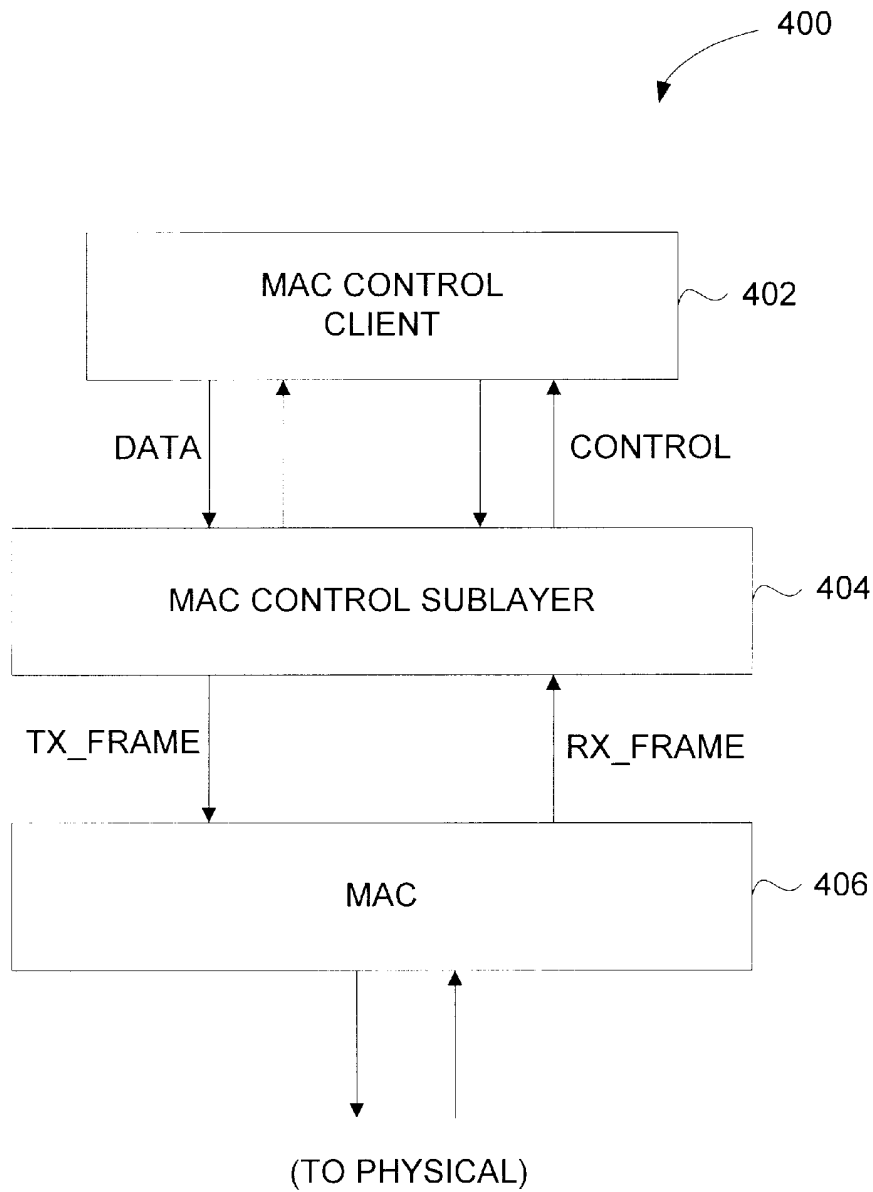 400
MAC CONTROL
CLIENT
402
DATA
CONTROL
MAC CONTROL SUBLAYER
404
TX_FRAME
RX_FRAME
MAC
406
(TO PHYSICAL)